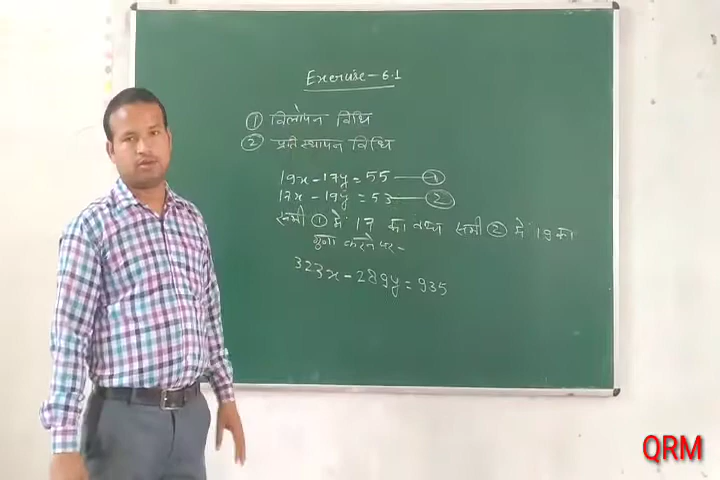 Exercise-6.1
① विलोपन विधि
② प्रतिस्थापन विधि
19x - 17y = 55 — ①
17x - 19y = 53 — ②
समी ① में 17 का तथा समी ② में 19 का
गुणा करने पर -
323x - 289y = 935
QRM